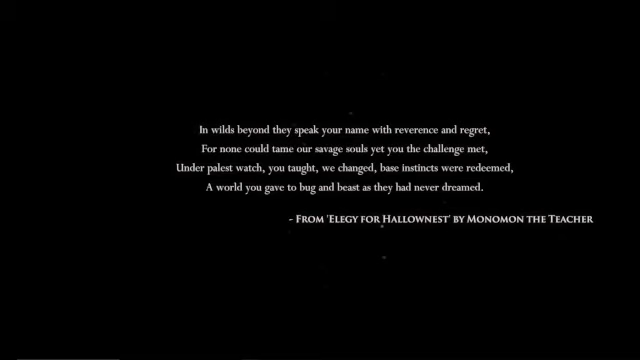 In wilds beyond they speak your name with reverence and regret,
For none could tame our savage souls yet you the challenge met,
Under palest watch, you taught, we changed, base instincts were redeemed,
A world you gave to bug and beast as they had never dreamed.
- From 'Elegy for Hallownest' by Monomon the Teacher